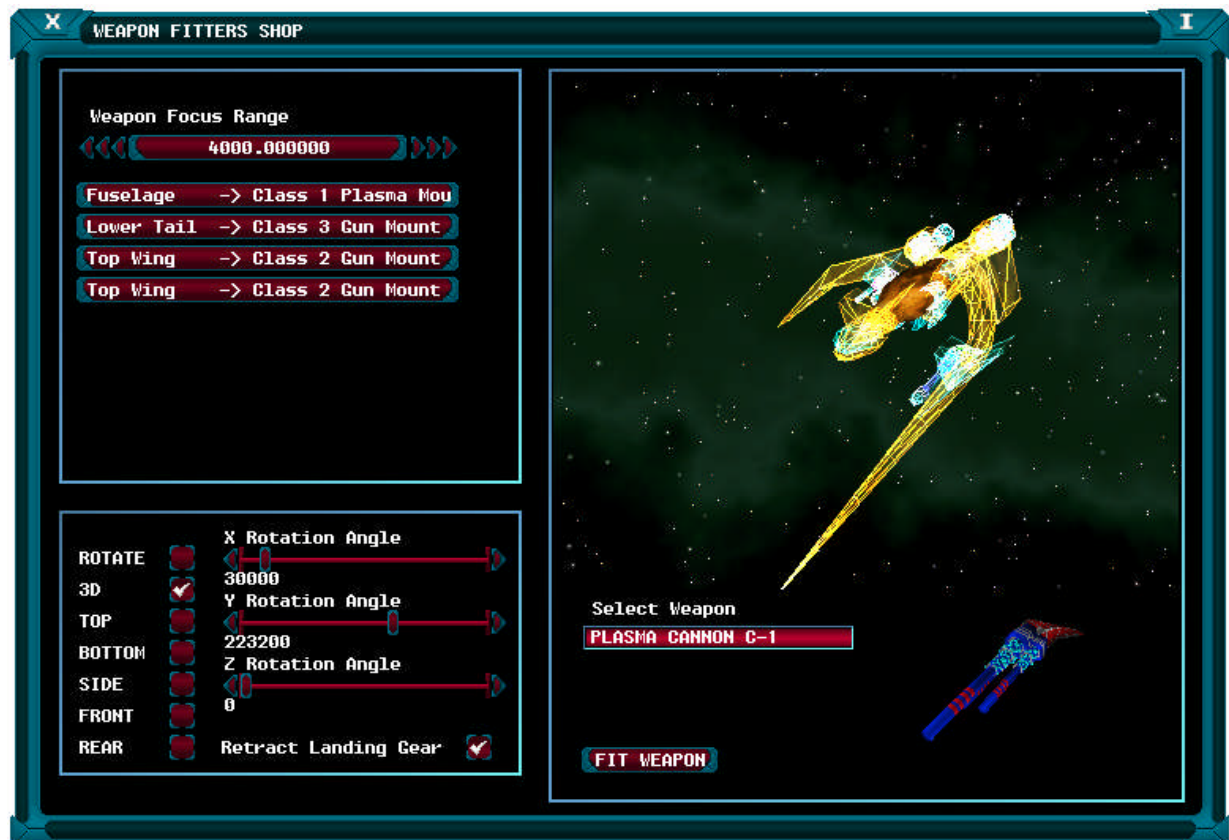 X
WEAPON FITTERS SHOP
I
Weapon Focus Range
4000.000000
Fuselage -> Class 1 Plasma Mou
Lower Tail -> Class 3 Gun Mount
Top Wing -> Class 2 Gun Mount
Top Wing -> Class 2 Gun Mount
ROTATE
3D
TOP
BOTTOM
SIDE
FRONT
REAR
X Rotation Angle
30000
Y Rotation Angle
223200
Z Rotation Angle
0
Retract Landing Gear
Select Weapon
PLASMA CANNON C-1
FIT WEAPON